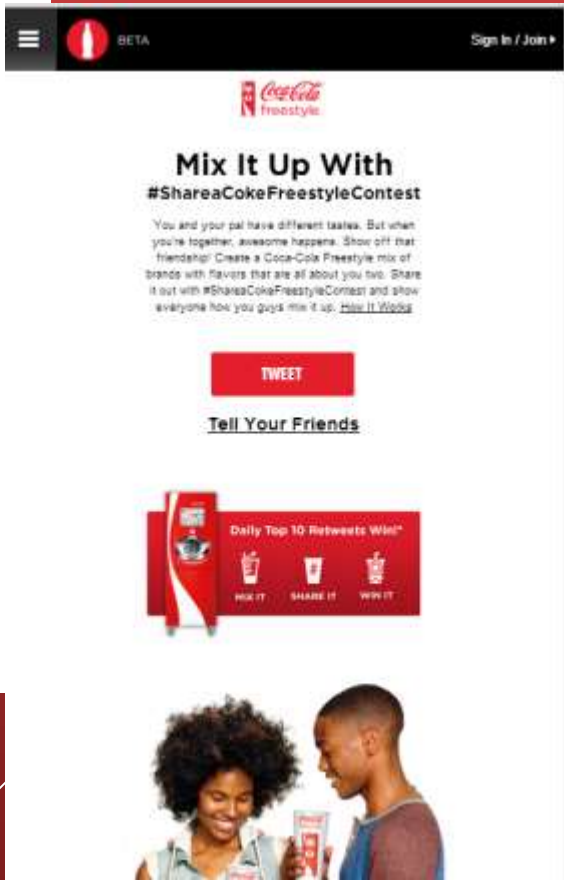 BETA
Sign In / Join
Coca-Cola
freestyle
Mix It Up With
#ShareaCokeFreestyleContest
You and your pal have different tastes. But when
you're together, awesome happens. Show off that
friendship! Create a Coca-Cola Freestyle mix of
brands with flavors that are all about you two. Share
it out with #ShareaCokeFreestyleContest and show
everyone how you guys mix it up. How It Works
TWEET
Tell Your Friends
Daily Top 10 Retweets Win!*
#
MIX IT SHARE IT WIN IT
Coca-Cola